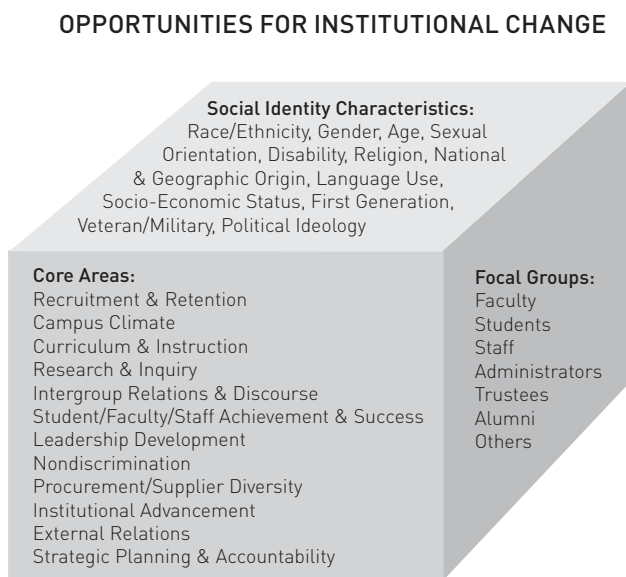 OPPORTUNITIES FOR INSTITUTIONAL CHANGE
Social Identity Characteristics:
Race/Ethnicity, Gender, Age, Sexual
Orientation, Disability, Religion, National
& Geographic Origin, Language Use,
Socio-Economic Status, First Generation,
Veteran/Military, Political Ideology
Core Areas:
Recruitment & Retention
Campus Climate
Curriculum & Instruction
Research & Inquiry
Intergroup Relations & Discourse
Student/Faculty/Staff Achievement & Success
Leadership Development
Nondiscrimination
Procurement/Supplier Diversity
Institutional Advancement
External Relations
Strategic Planning & Accountability
Focal Groups:
Faculty
Students
Staff
Administrators
Trustees
Alumni
Others